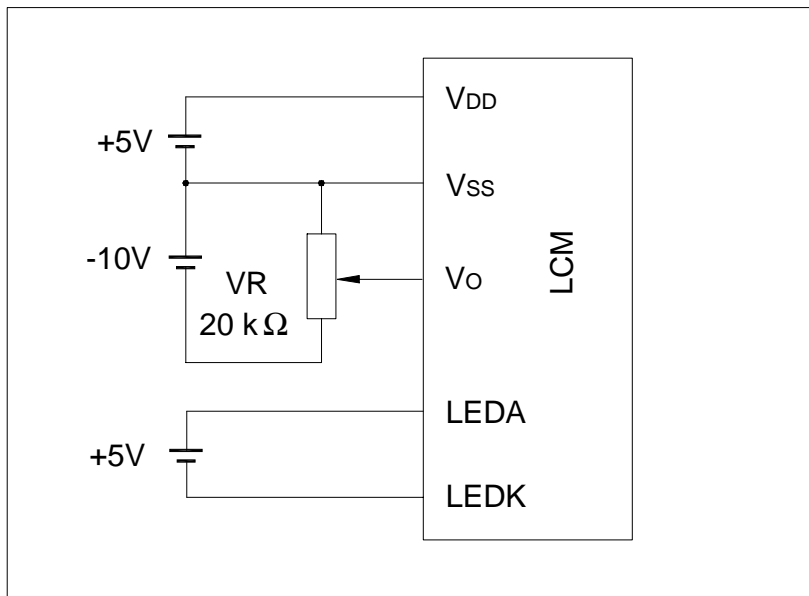 VDD
+5V
VSS
-10V
VR
20 kΩ
VO
LCM
LEDA
+5V
LEDK